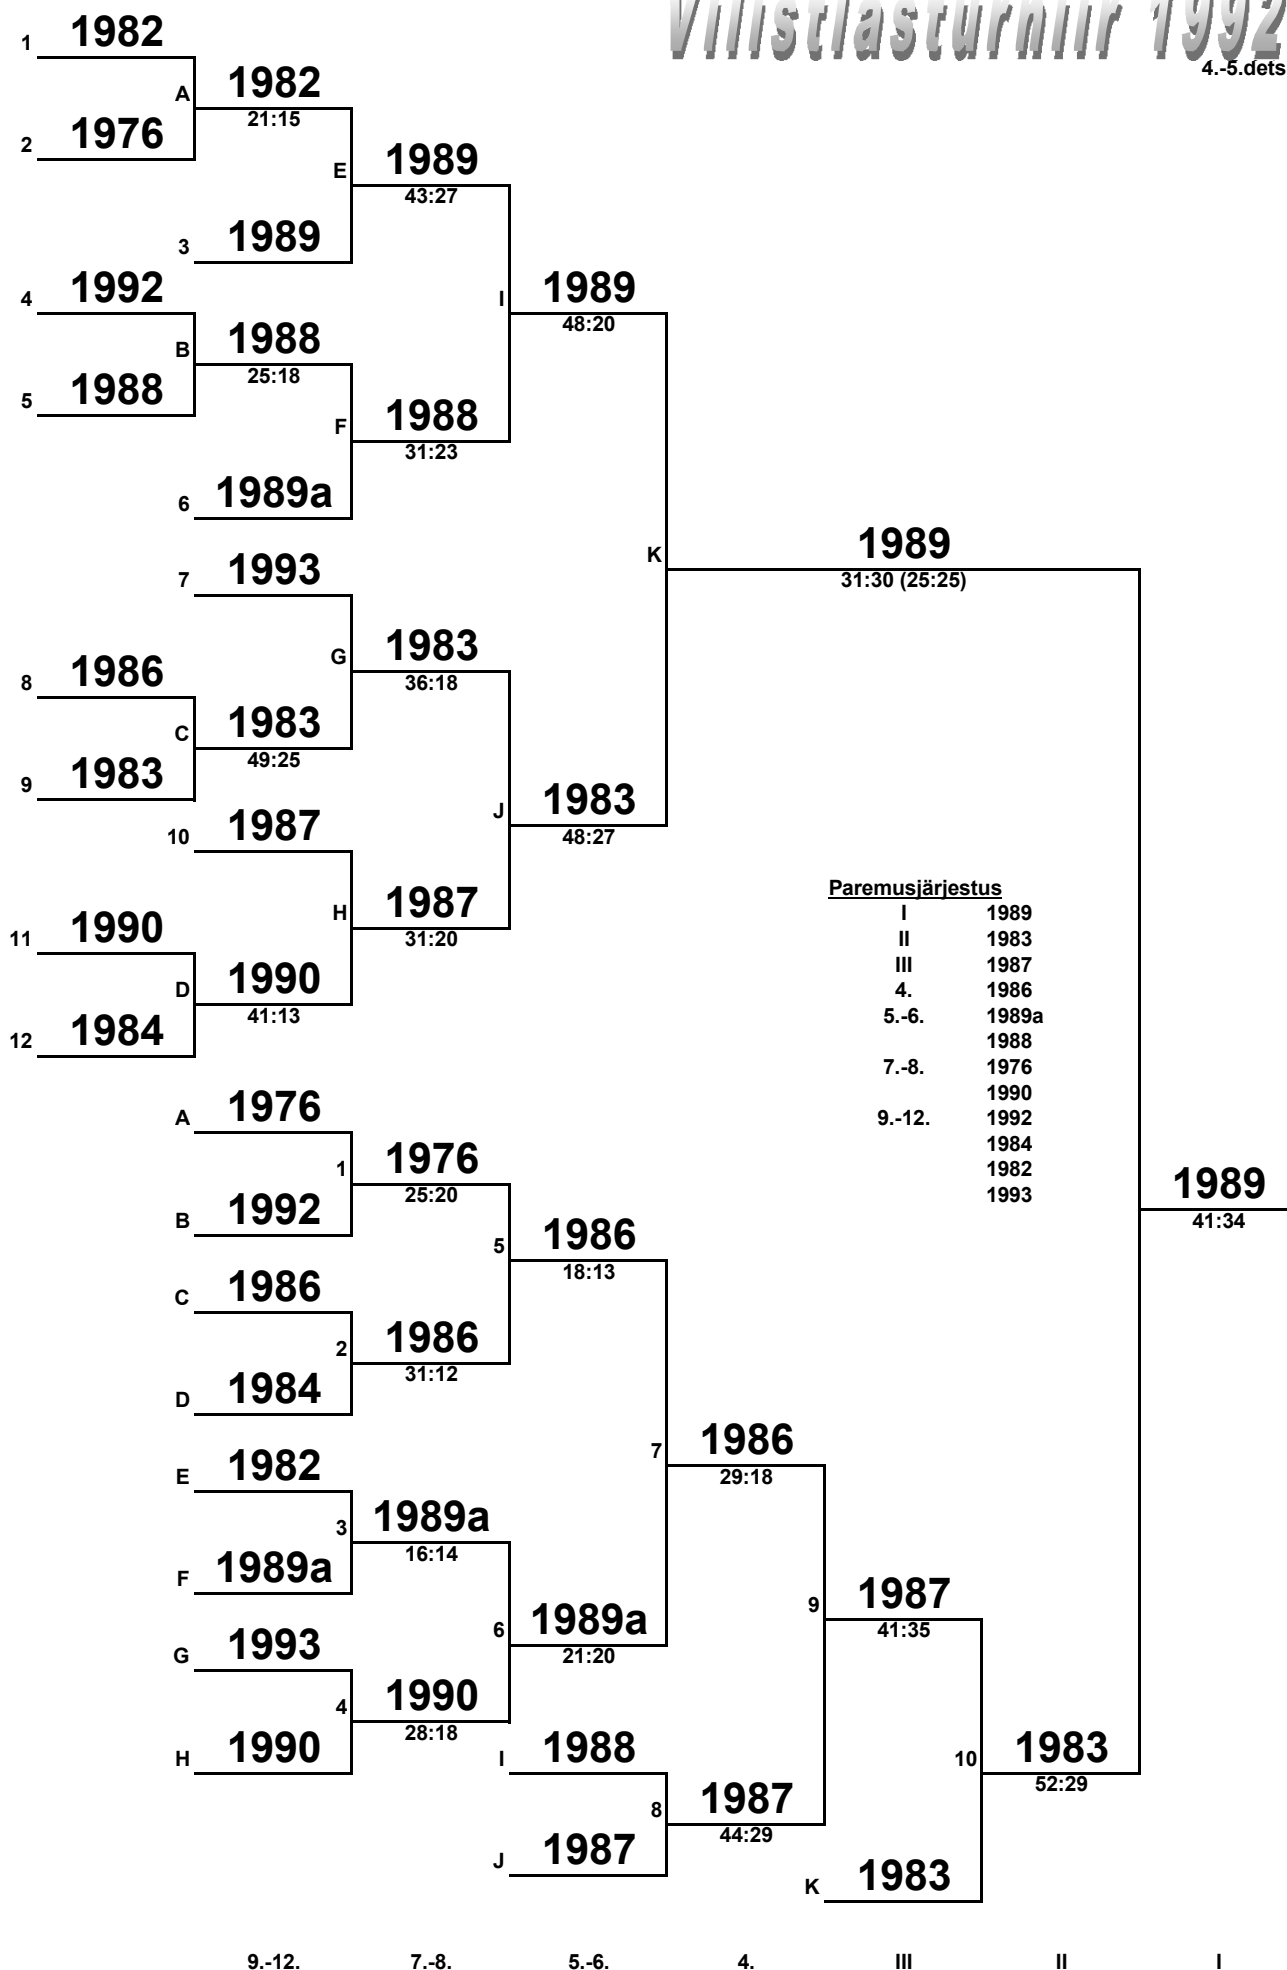 Vilistlasturniir 1992
4.-5.dets
1 1982
A 1982
21:15
2 1976
E 1989
43:27
3 1989
4 1992
I 1989
48:20
B 1988
25:18
5 1988
F 1988
31:23
6 1989a
K 1989
31:30 (25:25)
7 1993
G 1983
36:18
8 1986
C 1983
49:25
9 1983
J 1983
48:27
10 1987
H 1987
31:20
11 1990
D 1990
41:13
12 1984
Paremusjärjestus
I 1989
II 1983
III 1987
4. 1986
5.-6. 1989a
1988
7.-8. 1976
1990
9.-12. 1992
1984
1982
1993
1989
41:34
A 1976
1 1976
25:20
B 1992
5 1986
18:13
C 1986
2 1986
31:12
D 1984
7 1986
29:18
E 1982
3 1989a
16:14
F 1989a
9 1987
41:35
6 1989a
21:20
G 1993
4 1990
28:18
H 1990
I 1988
10 1983
52:29
8 1987
44:29
J 1987
K 1983
9.-12. 7.-8. 5.-6. 4. III II I